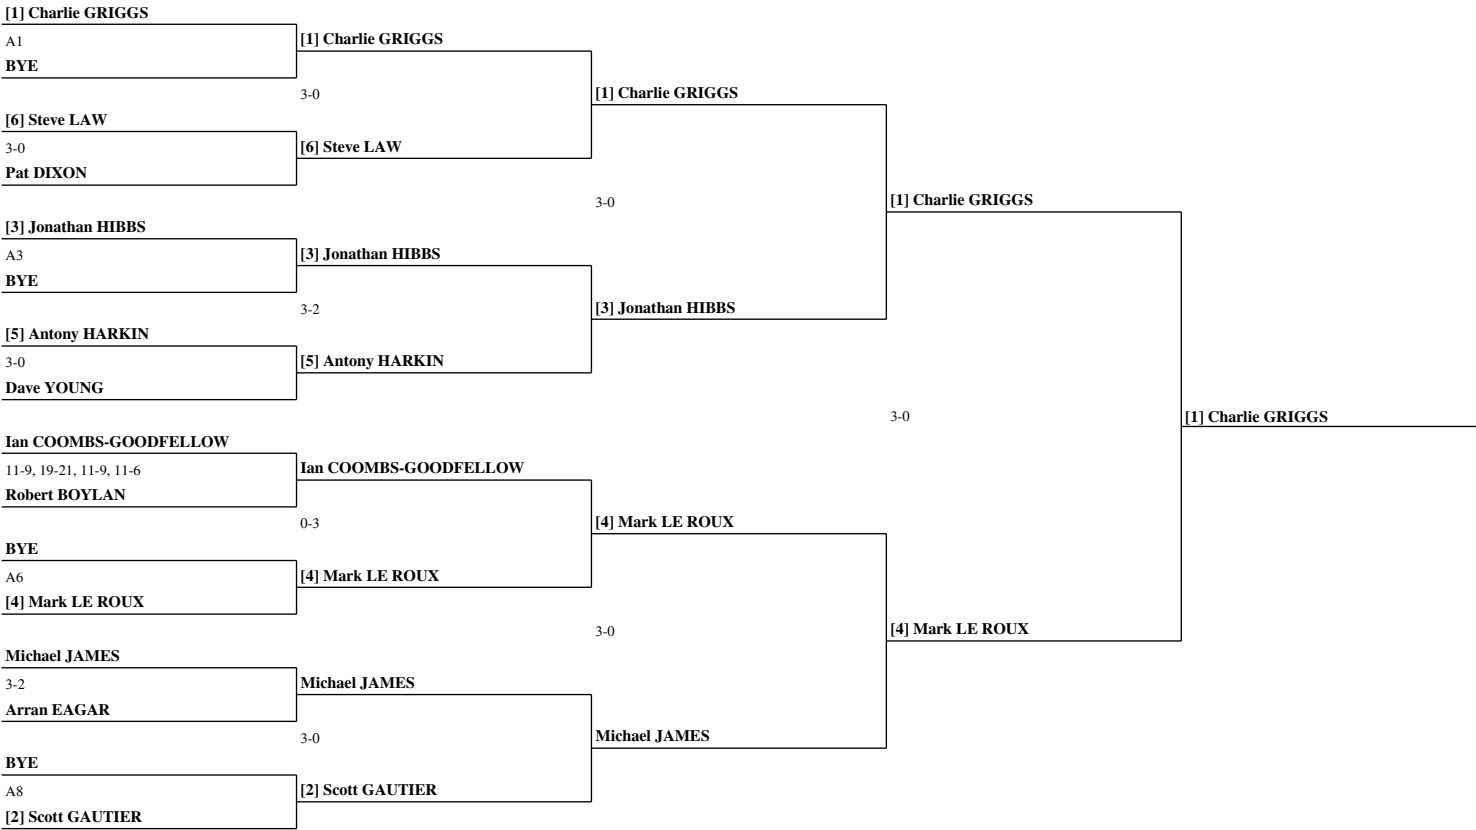 [1] Charlie GRIGGS
A1
[1] Charlie GRIGGS
BYE
3-0
[1] Charlie GRIGGS
[6] Steve LAW
3-0
[6] Steve LAW
Pat DIXON
3-0
[1] Charlie GRIGGS
[3] Jonathan HIBBS
A3
[3] Jonathan HIBBS
BYE
3-2
[3] Jonathan HIBBS
[5] Antony HARKIN
3-0
[5] Antony HARKIN
Dave YOUNG
3-0
[1] Charlie GRIGGS
Ian COOMBS-GOODFELLOW
11-9, 19-21, 11-9, 11-6
Ian COOMBS-GOODFELLOW
Robert BOYLAN
0-3
[4] Mark LE ROUX
BYE
A6
[4] Mark LE ROUX
[4] Mark LE ROUX
3-0
[4] Mark LE ROUX
Michael JAMES
3-2
Michael JAMES
Arran EAGAR
3-0
Michael JAMES
BYE
A8
[2] Scott GAUTIER
[2] Scott GAUTIER